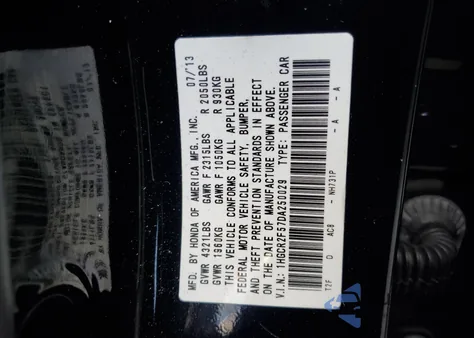 MFD. BY HONDA OF AMERICA MFG., INC. 07/'13
GVWR 4321LBS GAWR F 2315LBS R 2050LBS
GVWR 1960KG GAWR F 1050KG R 930KG
THIS VEHICLE CONFORMS TO ALL APPLICABLE
FEDERAL MOTOR VEHICLE SAFETY, BUMPER,
AND THEFT PREVENTION STANDARDS IN EFFECT
ON THE DATE OF MANUFACTURE SHOWN ABOVE.
V.I.N.: 1HGCR2F57DA250029 TYPE: PASSENGER CAR
T2F D ACB - NH731P - A - A